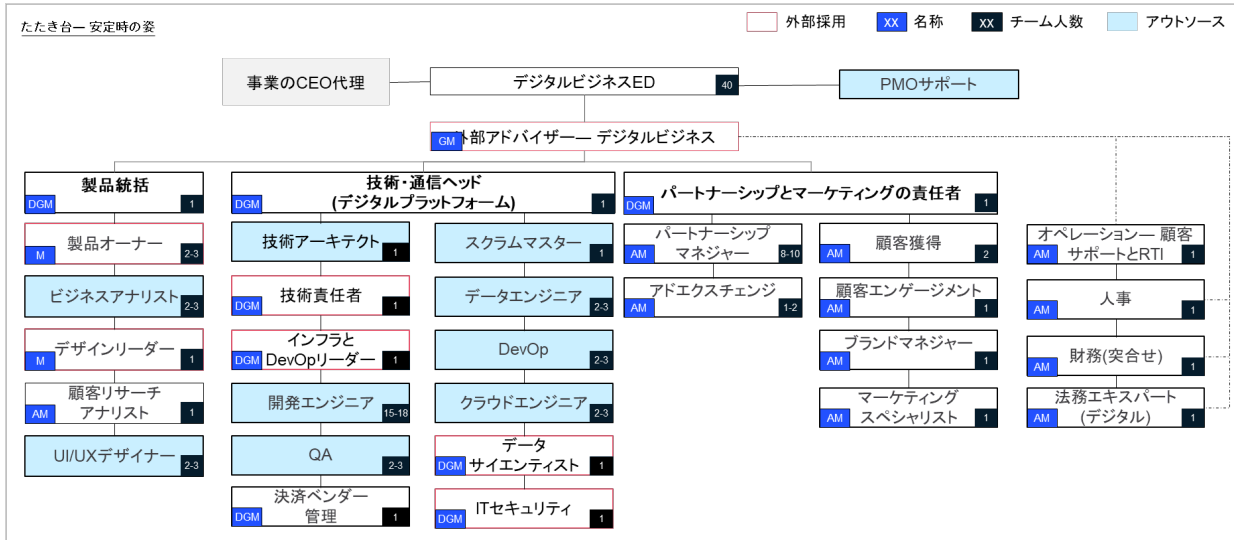 たたき台― 安定時の姿
外部採用
XX 名称
XX チーム人数
アウトソース
事業のCEO代理
デジタルビジネスED
40
PMOサポート
GM
外部アドバイザー― デジタルビジネス
製品統括
DGM
1
技術・通信ヘッド
(デジタルプラットフォーム)
DGM
1
パートナーシップとマーケティングの責任者
DGM
1
製品オーナー
M
2-3
ビジネスアナリスト
2-3
デザインリーダー
M
1
顧客リサーチ
アナリスト
AM
1
UI/UXデザイナー
2-3
技術アーキテクト
1
技術責任者
DGM
1
インフラと
DevOpリーダー
DGM
1
開発エンジニア
15-18
QA
2-3
決済ベンダー
管理
DGM
1
スクラムマスター
1
データエンジニア
2-3
DevOp
2-3
クラウドエンジニア
2-3
データ
サイエンティスト
DGM
1
ITセキュリティ
DGM
1
パートナーシップ
マネジャー
AM
8-10
アドエクスチェンジ
AM
1-2
顧客獲得
AM
2
顧客エンゲージメント
AM
1
ブランドマネジャー
AM
1
マーケティング
スペシャリスト
AM
1
オペレーション― 顧客
サポートとRTI
AM
1
人事
AM
1
財務(突合せ)
AM
1
法務エキスパート
(デジタル)
AM
1